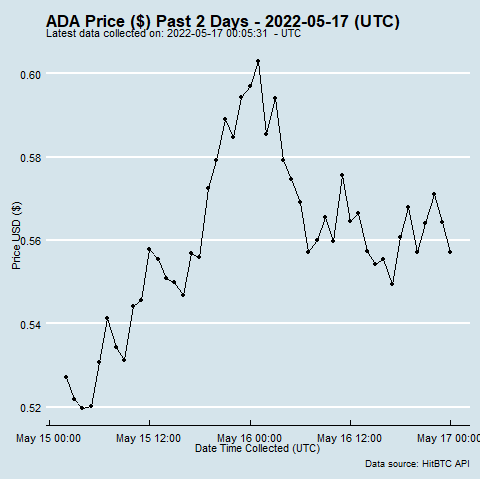 ADA Price ($) Past 2 Days - 2022-05-17 (UTC)
Latest data collected on: 2022-05-17 00:05:31 - UTC
0.60
0.58
0.56
0.54
0.52
Price USD ($)
May 15 00:00
May 15 12:00
May 16 00:00
May 16 12:00
May 17 00:00
Date Time Collected (UTC)
Data source: HitBTC API